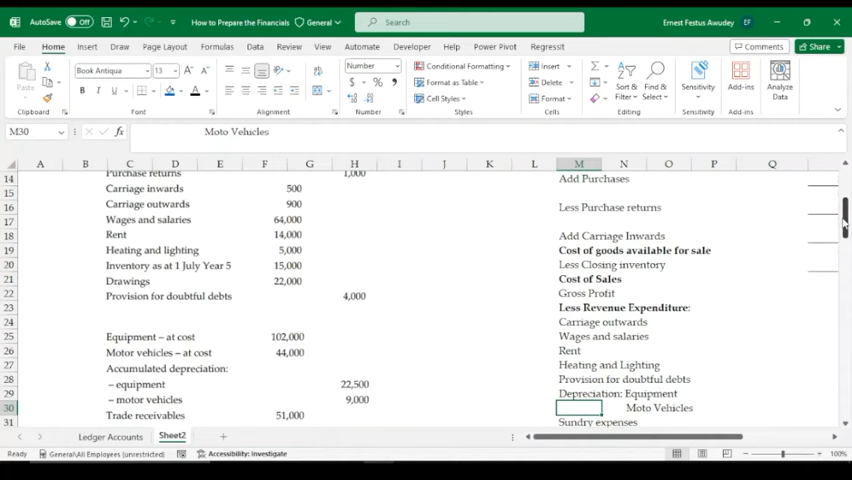 AutoSave Off How to Prepare the Financials General Search Ernest Festus Awudey EF
File Home Insert Draw Page Layout Formulas Data Review View Automate Developer Help Power Pivot Regressit Comments Share
Paste Book Antiqua 13 Number Conditional Formatting Format as Table Cell Styles Insert Delete Format Sort & Filter Find & Select Sensitivity Add-ins Analyze Data
Clipboard Font Alignment Number Styles Cells Editing Sensitivity Add-ins
M30 fx Moto Vehicles
A B C D E F G H I J K L M N O P Q
14 Purchase returns 1,000 Add Purchases
15 Carriage inwards 500
16 Carriage outwards 900 Less Purchase returns
17 Wages and salaries 64,000
18 Rent 14,000 Add Carriage Inwards
19 Heating and lighting 5,000 Cost of goods available for sale
20 Inventory as at 1 July Year 5 15,000 Less Closing inventory
21 Drawings 22,000 Cost of Sales
22 Provision for doubtful debts 4,000 Gross Profit
23 Less Revenue Expenditure:
24 Carriage outwards
25 Equipment – at cost 102,000 Wages and salaries
26 Motor vehicles – at cost 44,000 Rent
27 Accumulated depreciation: Heating and Lighting
28 – equipment 22,500 Provision for doubtful debts
29 – motor vehicles 9,000 Depreciation: Equipment
30 Trade receivables 51,000 Moto Vehicles
31 Sundry expenses
Ledger Accounts Sheet2
Ready General\All Employees (unrestricted) Accessibility: Investigate 100%